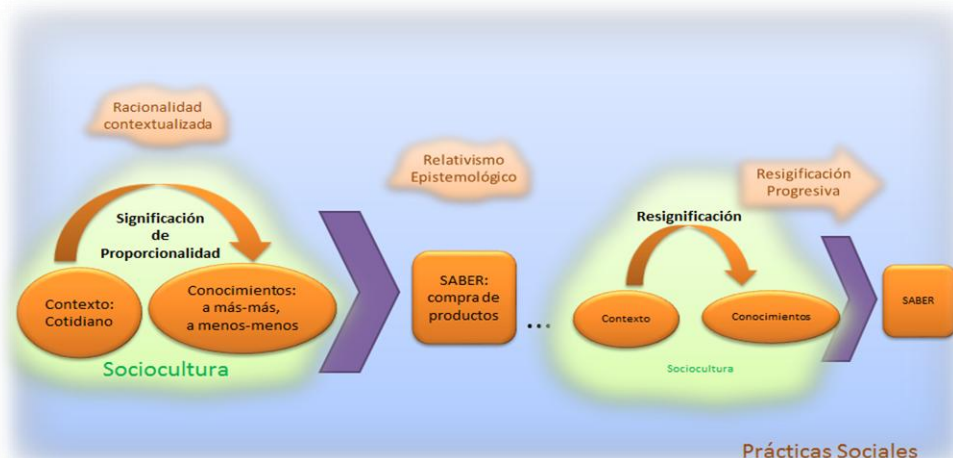 Racionalidad
contextualizada
Significación
de
Proporcionalidad
Contexto:
Cotidiano
Conocimientos:
a más-más,
a menos-menos
Sociocultura
Relativismo
Epistemológico
SABER:
compra de
productos
...
Resignificación
Contexto
Conocimientos
Sociocultura
Resigificación
Progresiva
SABER
Prácticas Sociales